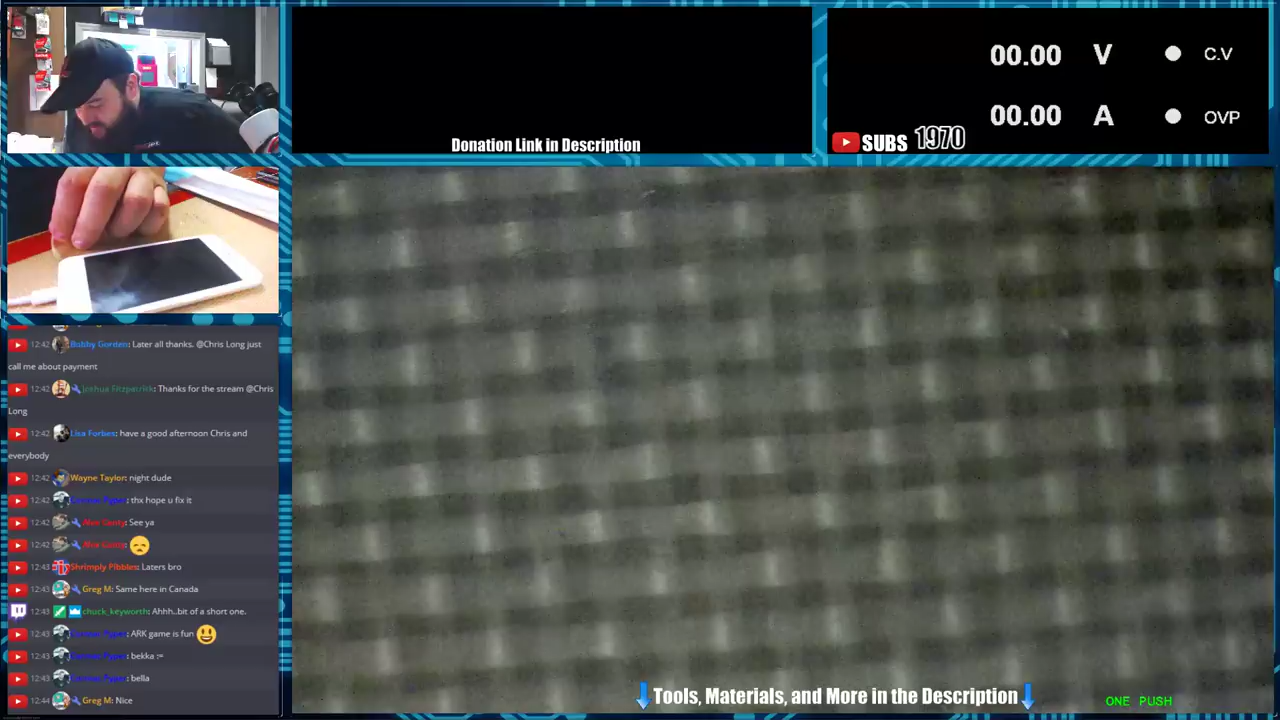 Donation Link in Description
00.00 V C.V
00.00 A OVP
SUBS 1970
12:42 Bobby Gorden: Later all thanks. @Chris Long just
call me about payment
12:42 Joshua Fitzpatrick: Thanks for the stream @Chris
Long
12:42 Lisa Forbes: have a good afternoon Chris and
everybody
12:42 Wayne Taylor: night dude
12:42 thx hope u fix it
12:42 See ya
12:42
12:43 Shrimply Pibbles: Laters bro
12:43 Greg M: Same here in Canada
12:43 chuck_keyworth: Ahhh..bit of a short one.
12:43 ARK game is fun
12:43 bekka :=
12:43 bella
12:44 Greg M: Nice
Tools, Materials, and More in the Description
ONE PUSH